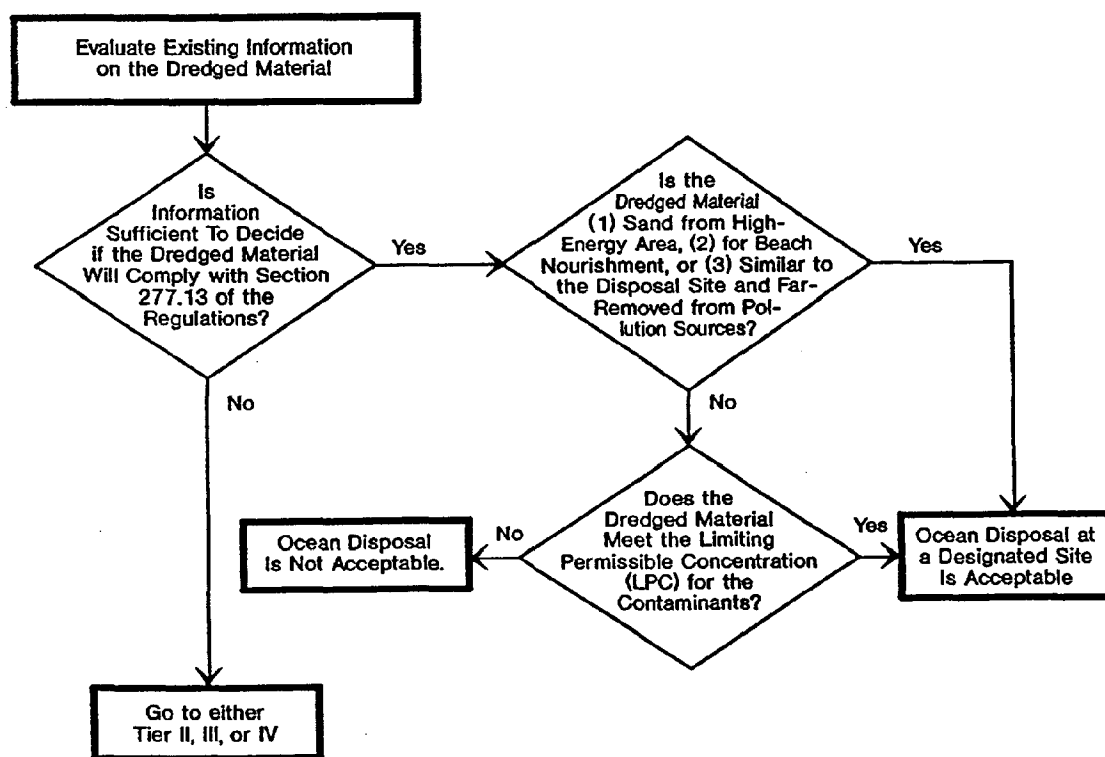 Evaluate Existing Information
on the Dredged Material
Is
Information
Sufficient To Decide
if the Dredged Material
Will Comply with Section
277.13 of the
Regulations?
Yes
No
Is the
Dredged Material
(1) Sand from High-
Energy Area, (2) for Beach
Nourishment, or (3) Similar to
the Disposal Site and Far-
Removed from Pol-
lution Sources?
Yes
No
Does the
Dredged Material
Meet the Limiting
Permissible Concentration
(LPC) for the
Contaminants?
No
Yes
Ocean Disposal
Is Not Acceptable.
Ocean Disposal at
a Designated Site
Is Acceptable
Go to either
Tier II, III, or IV